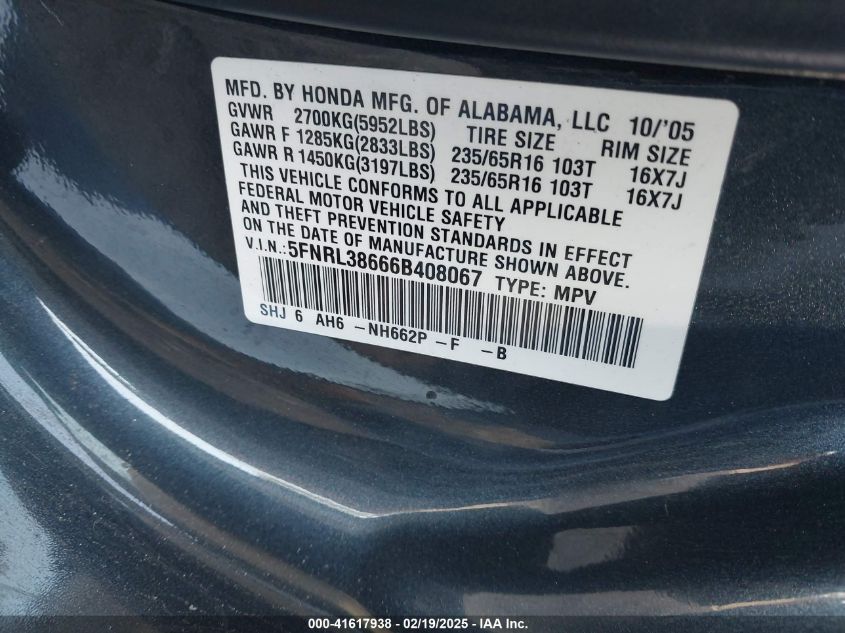 MFD. BY HONDA MFG. OF ALABAMA, LLC 10/'05
GVWR 2700KG(5952LBS) TIRE SIZE RIM SIZE
GAWR F 1285KG(2833LBS) 235/65R16 103T 16X7J
GAWR R 1450KG(3197LBS) 235/65R16 103T 16X7J
THIS VEHICLE CONFORMS TO ALL APPLICABLE
FEDERAL MOTOR VEHICLE SAFETY
AND THEFT PREVENTION STANDARDS IN EFFECT
ON THE DATE OF MANUFACTURE SHOWN ABOVE.
V.I.N.:5FNRL38666B408067 TYPE: MPV
SHJ 6 AH6 -NH662P -F -B
000-41617938 - 02/19/2025 - IAA Inc.